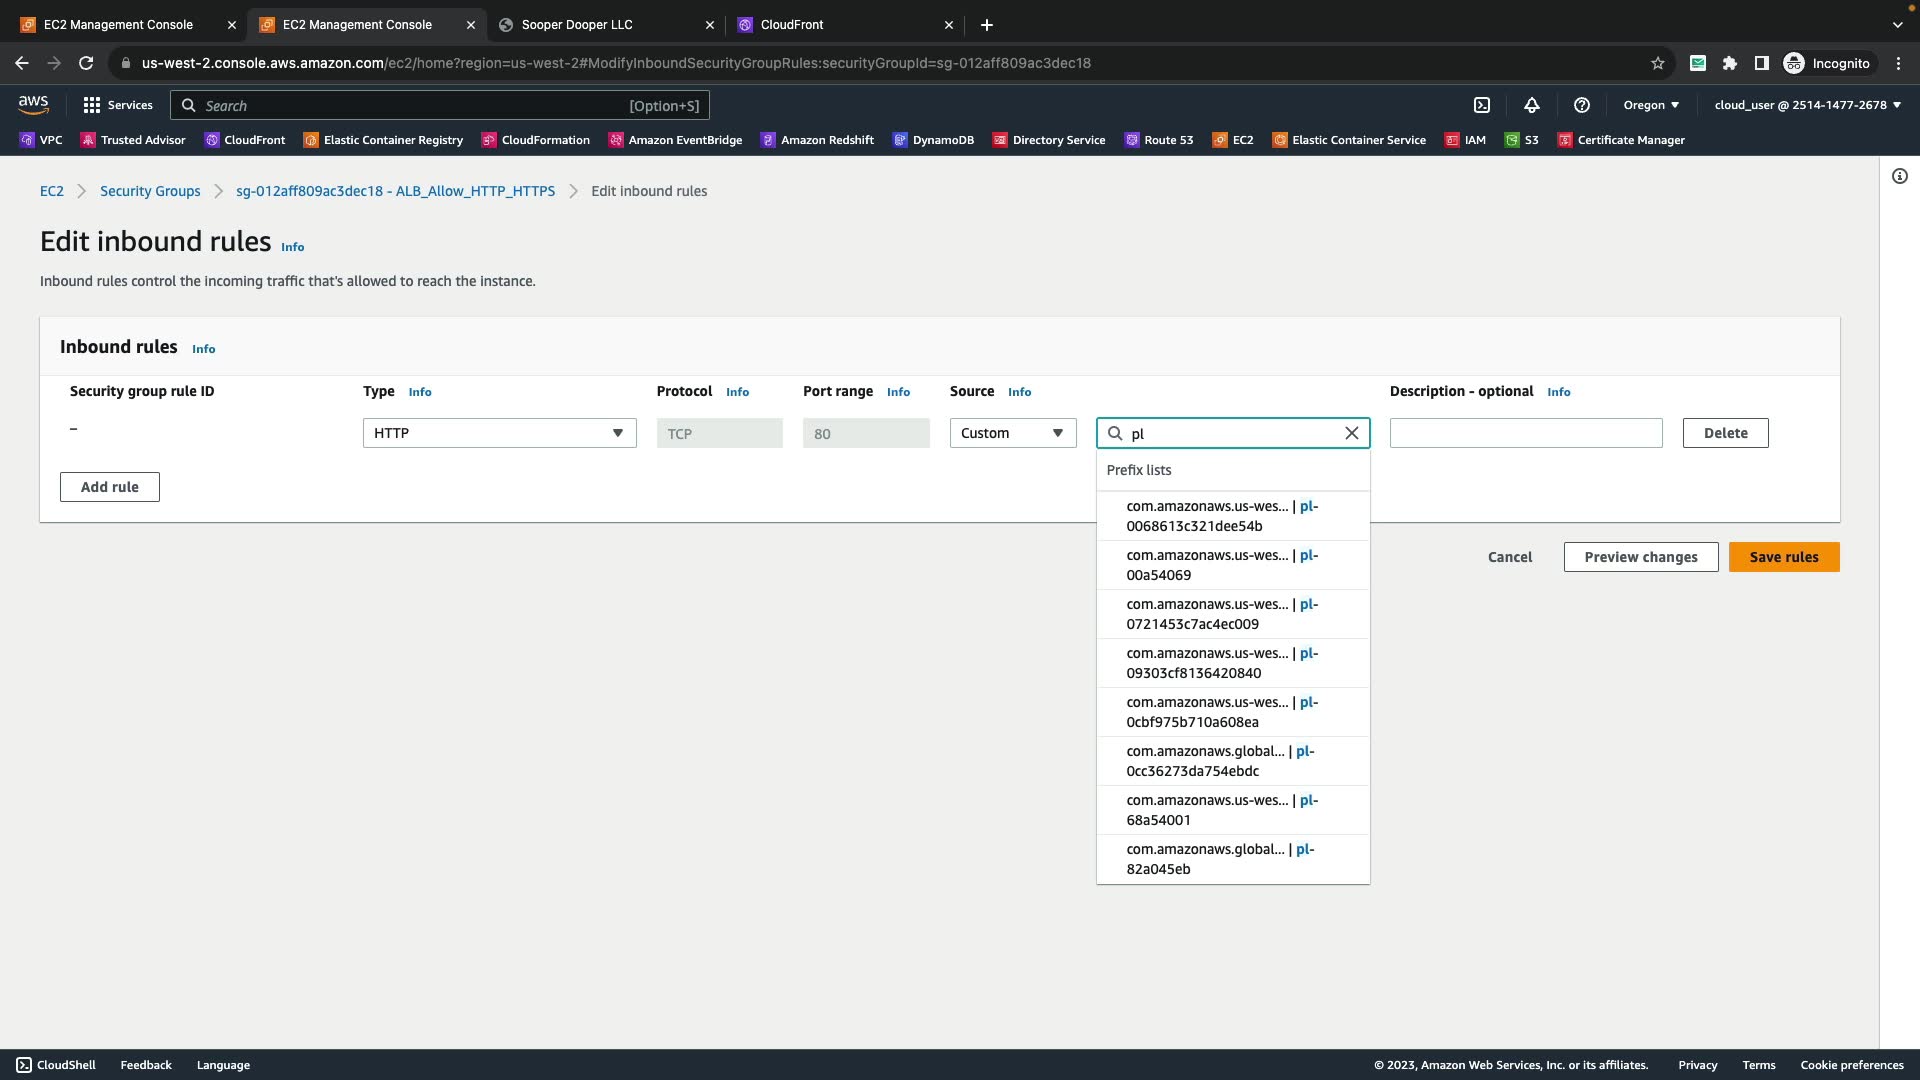 EC2 Management Console
EC2 Management Console
Sooper Dooper LLC
CloudFront
us-west-2.console.aws.amazon.com/ec2/home?region=us-west-2#ModifyInboundSecurityGroupRules:securityGroupId=sg-012aff809ac3dec18
Incognito
aws
Services
Search
[Option+S]
Oregon
cloud_user @ 2514-1477-2678
VPC
Trusted Advisor
CloudFront
Elastic Container Registry
CloudFormation
Amazon EventBridge
Amazon Redshift
DynamoDB
Directory Service
Route 53
EC2
Elastic Container Service
IAM
S3
Certificate Manager
EC2
Security Groups
sg-012aff809ac3dec18 - ALB_Allow_HTTP_HTTPS
Edit inbound rules
Edit inbound rules Info
Inbound rules control the incoming traffic that's allowed to reach the instance.
Inbound rules Info
Security group rule ID
Type Info
Protocol Info
Port range Info
Source Info
Description - optional Info
–
HTTP
TCP
80
Custom
pl
Delete
Add rule
Prefix lists
com.amazonaws.us-wes... | pl-
0068613c321dee54b
com.amazonaws.us-wes... | pl-
00a54069
com.amazonaws.us-wes... | pl-
0721453c7ac4ec009
com.amazonaws.us-wes... | pl-
09303cf8136420840
com.amazonaws.us-wes... | pl-
0cbf975b710a608ea
com.amazonaws.global... | pl-
0cc36273da754ebdc
com.amazonaws.us-wes... | pl-
68a54001
com.amazonaws.global... | pl-
82a045eb
Cancel
Preview changes
Save rules
CloudShell
Feedback
Language
© 2023, Amazon Web Services, Inc. or its affiliates.
Privacy
Terms
Cookie preferences